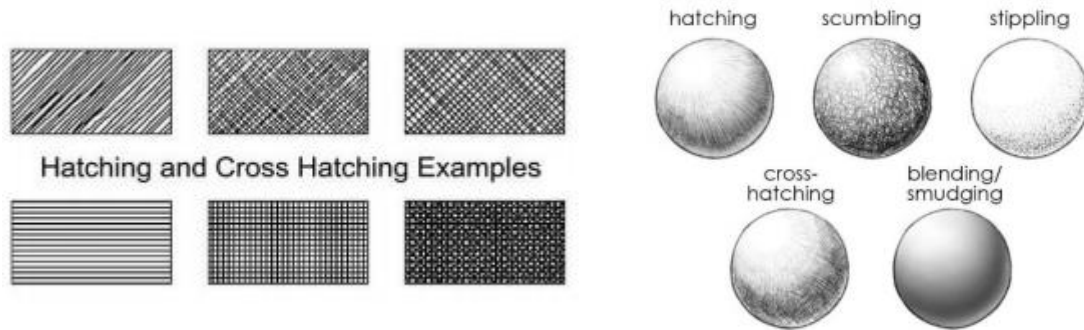 Hatching and Cross Hatching Examples
hatching
scumbling
stippling
cross-
hatching
blending/
smudging